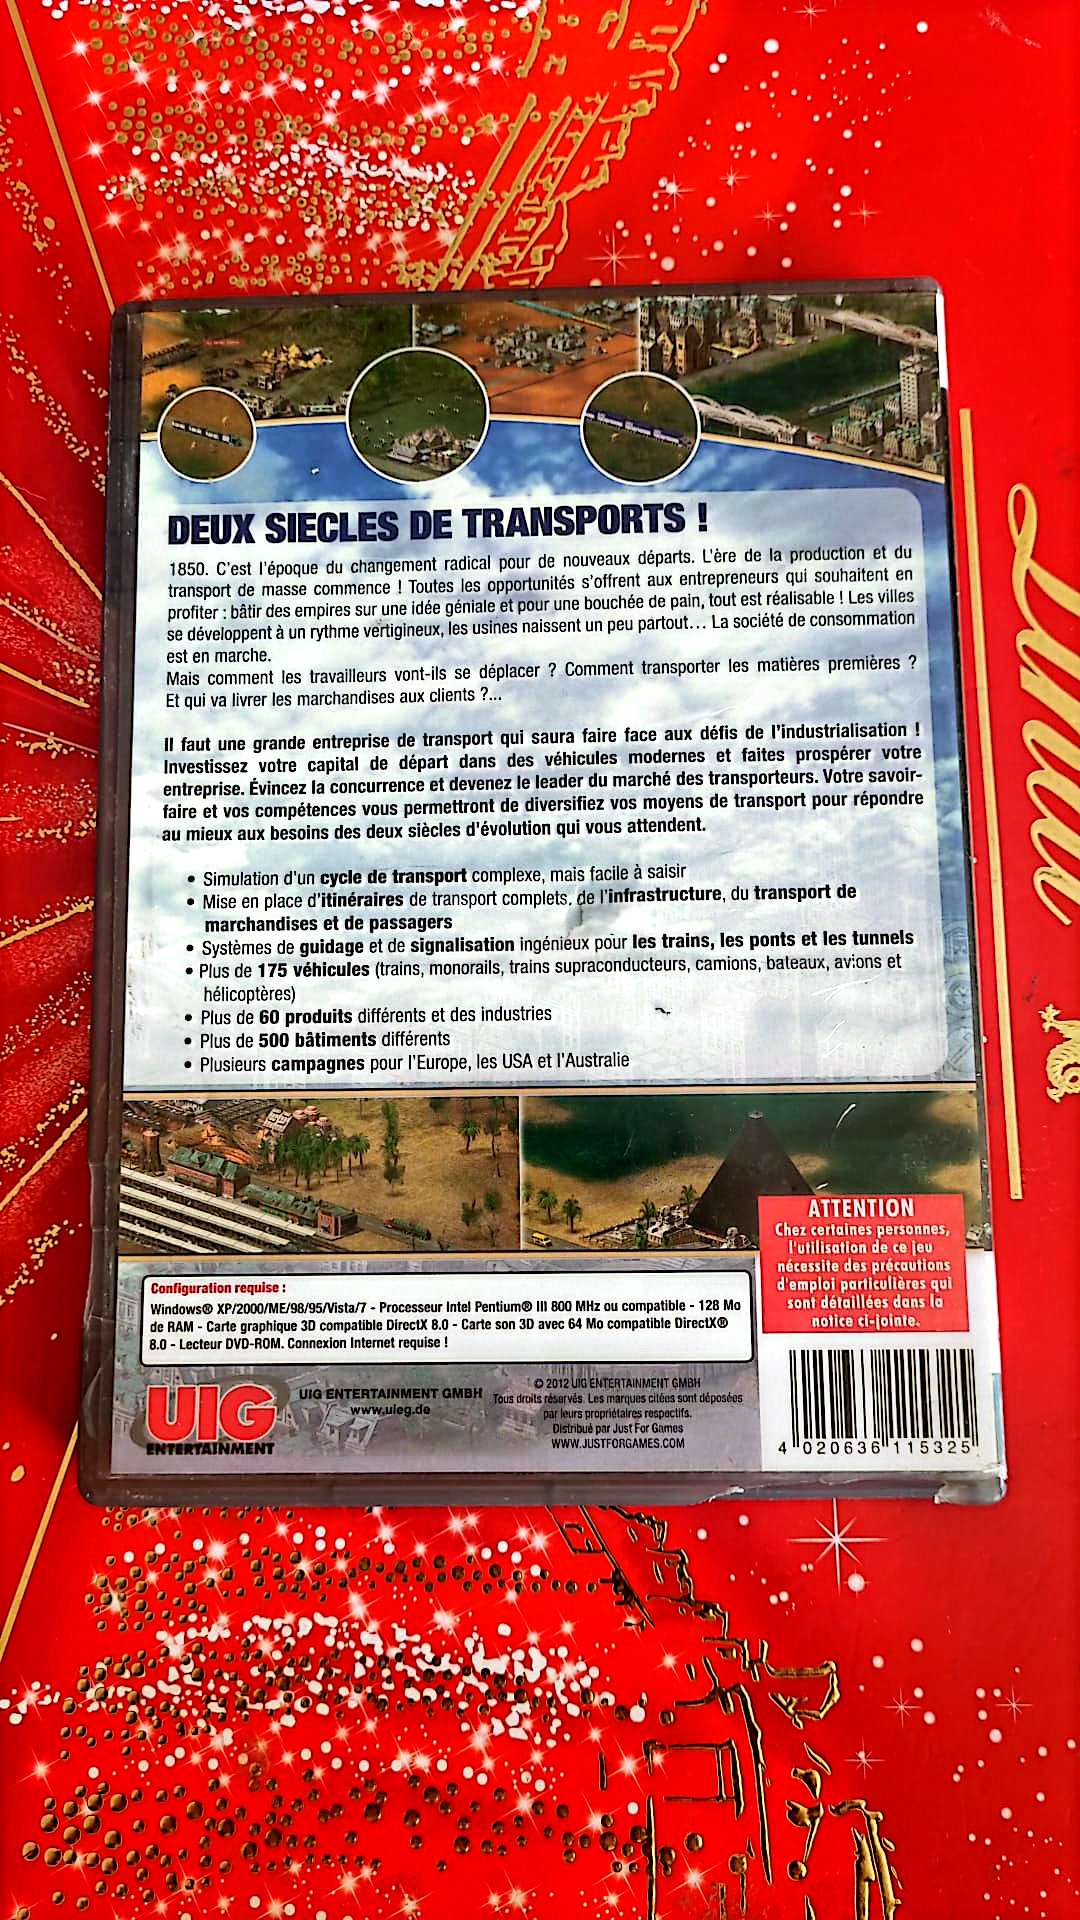 DEUX SIECLES DE TRANSPORTS !
1850. C'est l'époque du changement radical pour de nouveaux départs. L'ère de la production et du
transport de masse commence ! Toutes les opportunités s'offrent aux entrepreneurs qui souhaitent en
profiter : bâtir des empires sur une idée géniale et pour une bouchée de pain, tout est réalisable ! Les villes
se développent à un rythme vertigineux, les usines naissent un peu partout... La société de consommation
est en marche.
Mais comment les travailleurs vont-ils se déplacer ? Comment transporter les matières premières ?
Et qui va livrer les marchandises aux clients ?...
Il faut une grande entreprise de transport qui saura faire face aux défis de l'industrialisation !
Investissez votre capital de départ dans des véhicules modernes et faites prospérer votre
entreprise. Évincez la concurrence et devenez le leader du marché des transporteurs. Votre savoir-
faire et vos compétences vous permettront de diversifiez vos moyens de transport pour répondre
au mieux aux besoins des deux siècles d'évolution qui vous attendent.
• Simulation d'un cycle de transport complexe, mais facile à saisir
• Mise en place d'itinéraires de transport complets, de l'infrastructure, du transport de
marchandises et de passagers
• Systèmes de guidage et de signalisation ingénieux pour les trains, les ponts et les tunnels
• Plus de 175 véhicules (trains, monorails, trains supraconducteurs, camions, bateaux, avions et
hélicoptères)
• Plus de 60 produits différents et des industries
• Plus de 500 bâtiments différents
• Plusieurs campagnes pour l'Europe, les USA et l'Australie
ATTENTION
Chez certaines personnes,
l'utilisation de ce jeu
nécessite des précautions
d'emploi particulières qui
sont détaillées dans la
notice ci-jointe.
Configuration requise :
Windows® XP/2000/ME/98/95/Vista/7 - Processeur Intel Pentium® III 800 MHz ou compatible - 128 Mo
de RAM - Carte graphique 3D compatible DirectX 8.0 - Carte son 3D avec 64 Mo compatible DirectX®
8.0 - Lecteur DVD-ROM. Connexion Internet requise !
UIG
ENTERTAINMENT
UIG ENTERTAINMENT GMBH
www.uieg.de
© 2012 UIG ENTERTAINMENT GMBH
Tous droits réservés. Les marques citées sont déposées
par leurs propriétaires respectifs.
Distribué par Just For Games
WWW.JUSTFORGAMES.COM
4 020636 115325